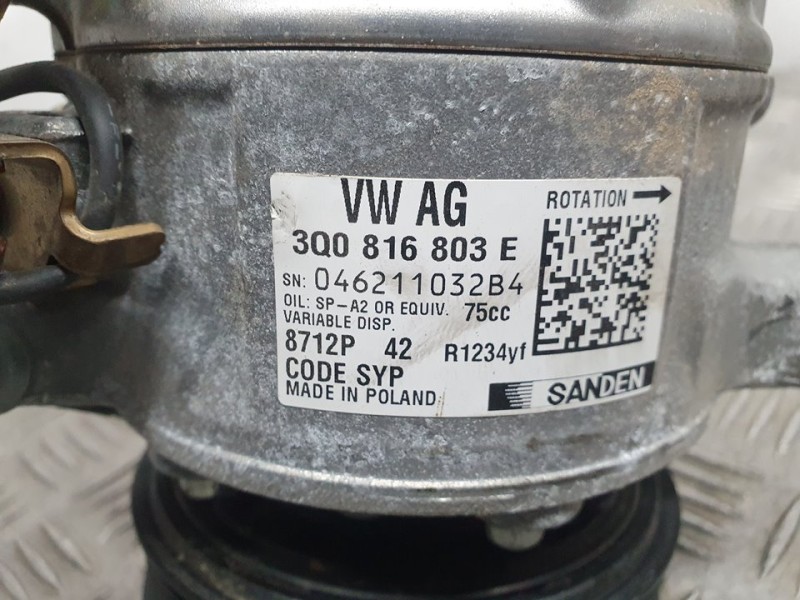 VW AG
ROTATION
3Q0 816 803 E
SN: 046211032B4
OIL: SP-A2 OR EQUIV. 75cc
VARIABLE DISP.
8712P 42 R1234yf
CODE SYP
MADE IN POLAND
SANDEN